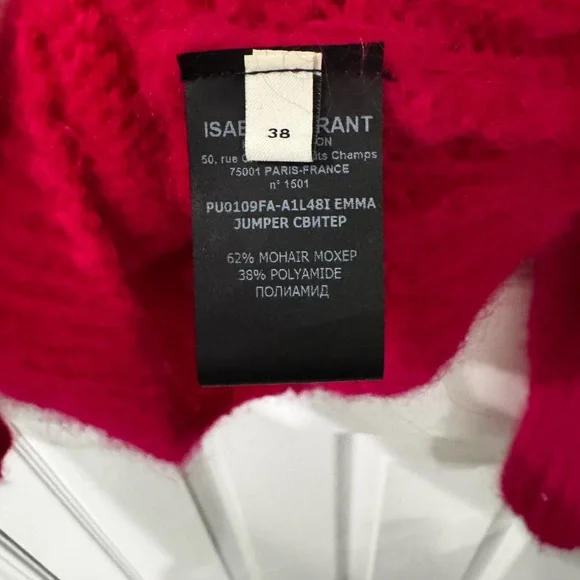 38
ISAB RANT
ON
50, rue its Champs
75001 PARIS-FRANCE
n° 1501
PU0109FA-A1L48I EMMA
JUMPER СВИТЕР
62% MOHAIR МОХЕР
38% POLYAMIDE
ПОЛИАМИД